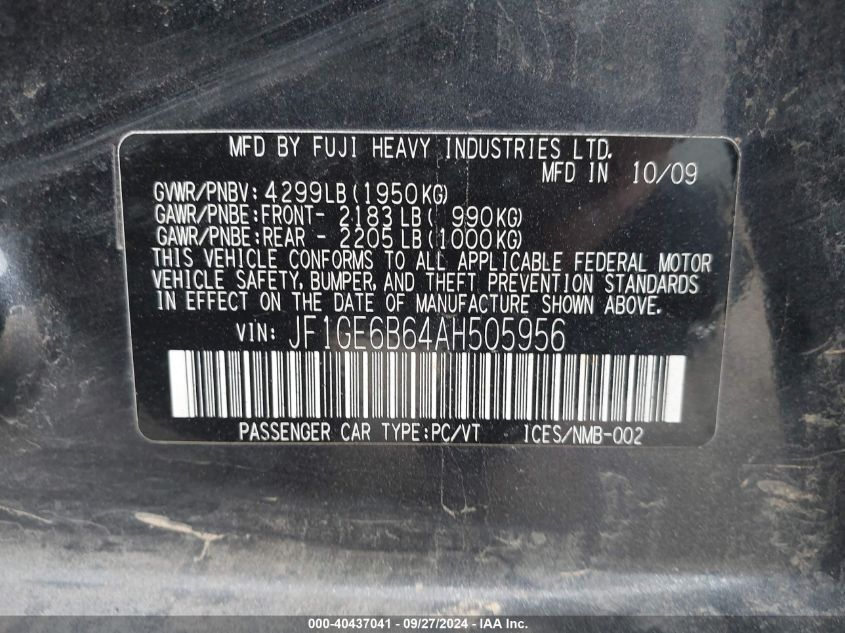 MFD BY FUJI HEAVY INDUSTRIES LTD.
MFD IN 10/09
GVWR/PNBV: 4299LB (1950KG)
GAWR/PNBE:FRONT- 2183 LB ( 990KG)
GAWR/PNBE:REAR - 2205 LB (1000KG)
THIS VEHICLE CONFORMS TO ALL APPLICABLE FEDERAL MOTOR
VEHICLE SAFETY, BUMPER, AND THEFT PREVENTION STANDARDS
IN EFFECT ON THE DATE OF MANUFACTURE SHOWN ABOVE.
VIN: JF1GE6B64AH505956
PASSENGER CAR TYPE:PC/VT ICES/NMB-002
000-40437041 - 09/27/2024 - IAAI.com